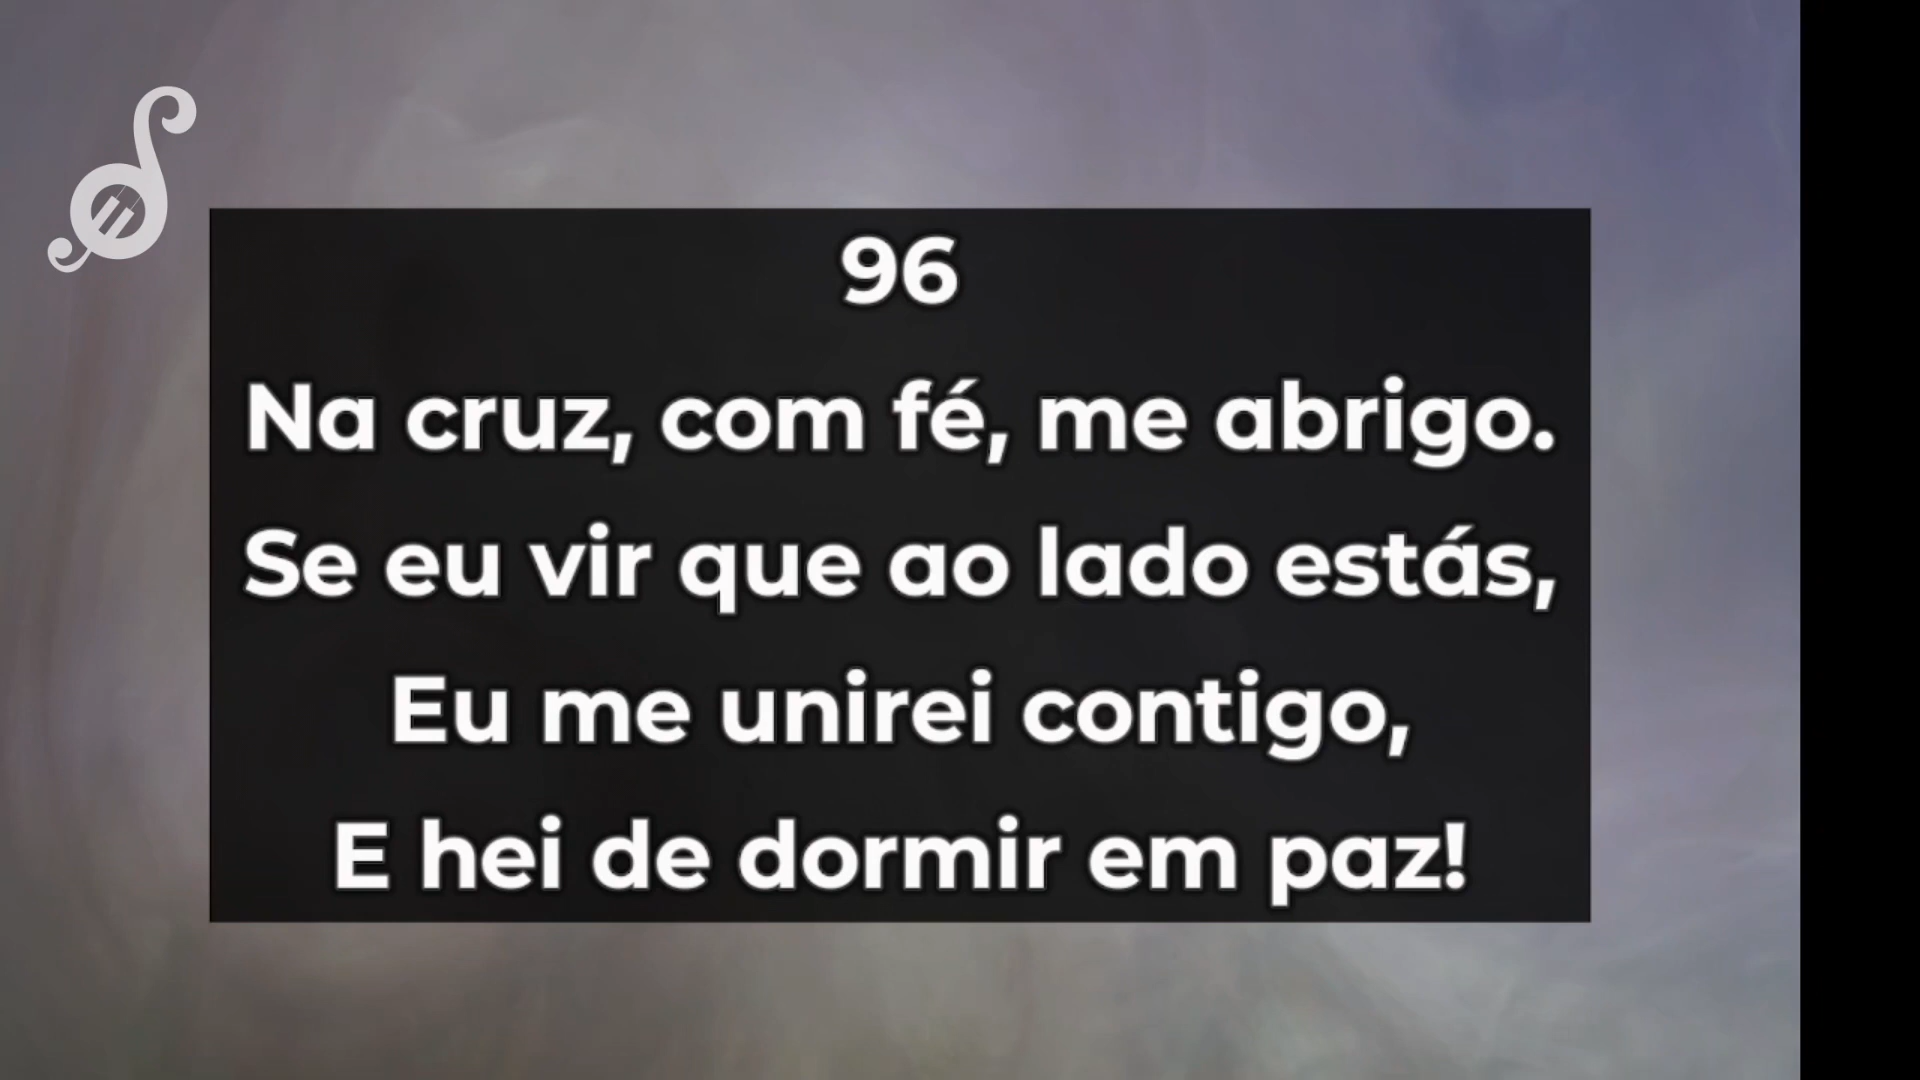 96
Na cruz, com fé, me abrigo.
Se eu vir que ao lado estás,
Eu me unirei contigo,
E hei de dormir em paz!